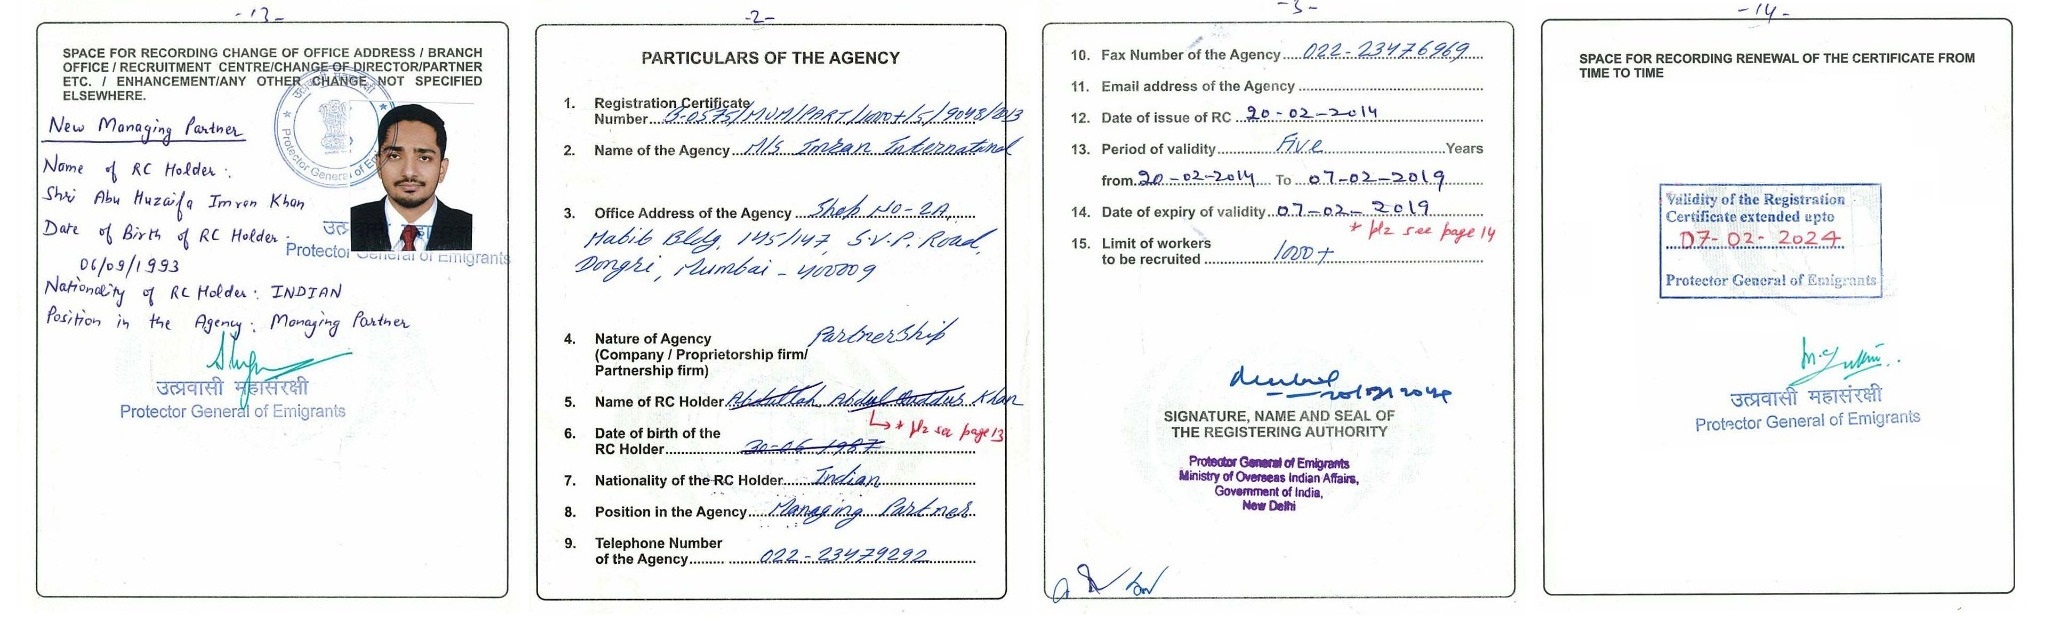 -13-
SPACE FOR RECORDING CHANGE OF OFFICE ADDRESS / BRANCH
OFFICE / RECRUITMENT CENTRE/CHANGE OF DIRECTOR/PARTNER
ETC. / ENHANCEMENT/ANY OTHER CHANGE NOT SPECIFIED
ELSEWHERE.
New Managing Partner
Name of RC Holder :
Shri Abu Huzaifa Imran Khan
Date of Birth of RC Holder :
06/09/1993
Nationality of RC Holder : INDIAN
Position in the Agency : Managing Partner
Protector General of Emigrants
उत्प्रवासी महासंरक्षी
Protector General of Emigrants
-2-
PARTICULARS OF THE AGENCY
1. Registration Certificate
Number B-0575/MUM/PART/1000+/5/9048/2013
2. Name of the Agency M/s Imran International
3. Office Address of the Agency Shop NO-2A,
Habib Bldg, 145/147 S.V.P. Road,
Dongri, Mumbai - 400009
4. Nature of Agency Partnership
(Company / Proprietorship firm/
Partnership firm)
5. Name of RC Holder Abdullah Abdul Khan
* plz see page 13
6. Date of birth of the
RC Holder 30-06-1987
7. Nationality of the RC Holder Indian
8. Position in the Agency Managing Partner
9. Telephone Number
of the Agency 022-23479292
-3-
10. Fax Number of the Agency 022-23476969
11. Email address of the Agency
12. Date of issue of RC 20-02-2014
13. Period of validity Five Years
from 20-02-2014 To 07-02-2019
14. Date of expiry of validity 07-02-2019
* plz see page 14
15. Limit of workers
to be recruited 1000+
SIGNATURE, NAME AND SEAL OF
THE REGISTERING AUTHORITY
Protector General of Emigrants
Ministry of Overseas Indian Affairs,
Government of India,
New Delhi
-14-
SPACE FOR RECORDING RENEWAL OF THE CERTIFICATE FROM
TIME TO TIME
Validity of the Registration
Certificate extended upto
07-02-2024
Protector General of Emigrants
उत्प्रवासी महासंरक्षी
Protector General of Emigrants